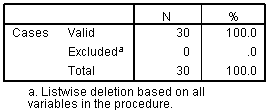 N %
Cases Valid 30 100.0
Excludedᵃ 0 .0
Total 30 100.0
a. Listwise deletion based on all
variables in the procedure.